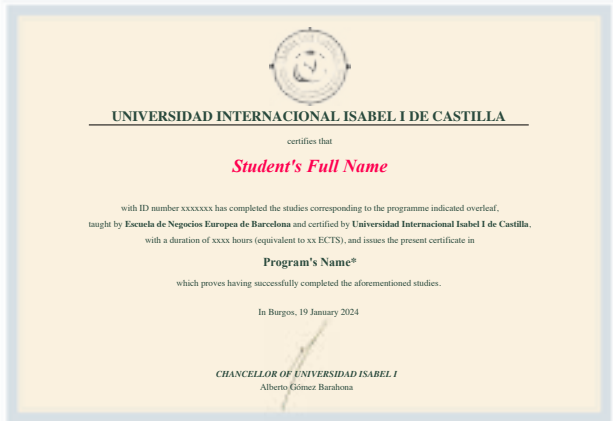 UNIVERSIDAD INTERNACIONAL ISABEL I DE CASTILLA
certifies that
Student's Full Name
with ID number xxxxxxx has completed the studies corresponding to the programme indicated overleaf,
taught by Escuela de Negocios Europea de Barcelona and certified by Universidad Internacional Isabel I de Castilla,
with a duration of xxxx hours (equivalent to xx ECTS), and issues the present certificate in
Program's Name*
which proves having successfully completed the aforementioned studies.
In Burgos, 19 January 2024
CHANCELLOR OF UNIVERSIDAD ISABEL I
Alberto Gómez Barahona